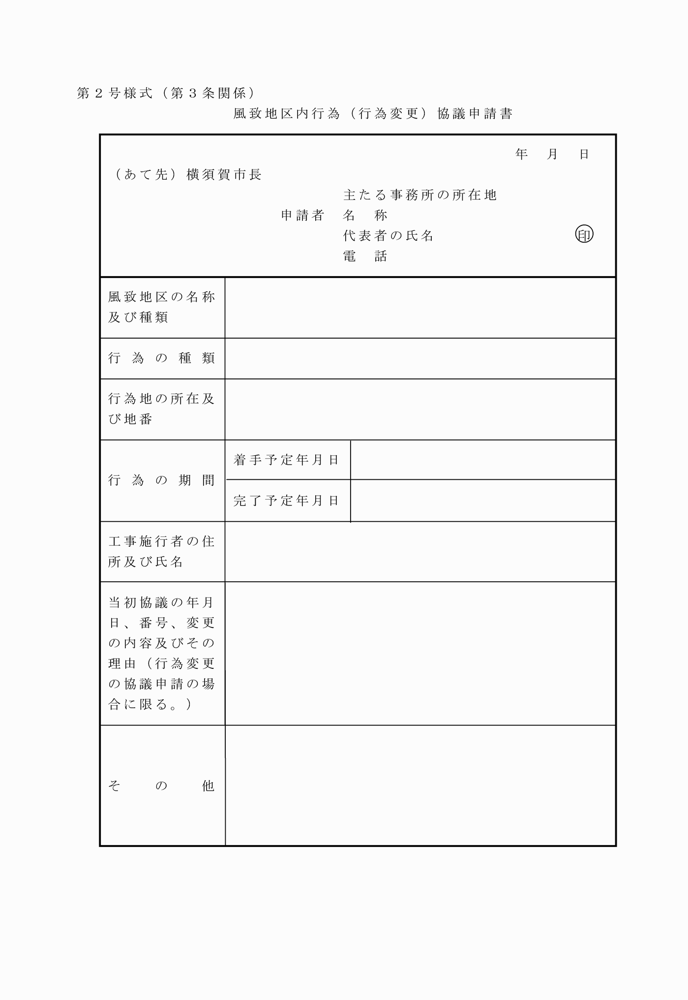 第２号様式（第３条関係）
風致地区内行為（行為変更）協議申請書
年　月　日
（あて先）横須賀市長
主たる事務所の所在地
申請者　名　称
代表者の氏名　㊞
電　話
風致地区の名称
及び種類
行為の種類
行為地の所在及
び地番
着手予定年月日
行為の期間
完了予定年月日
工事施行者の住
所及び氏名
当初協議の年月
日、番号、変更
の内容及びその
理由（行為変更
の協議申請の場
合に限る。）
その他